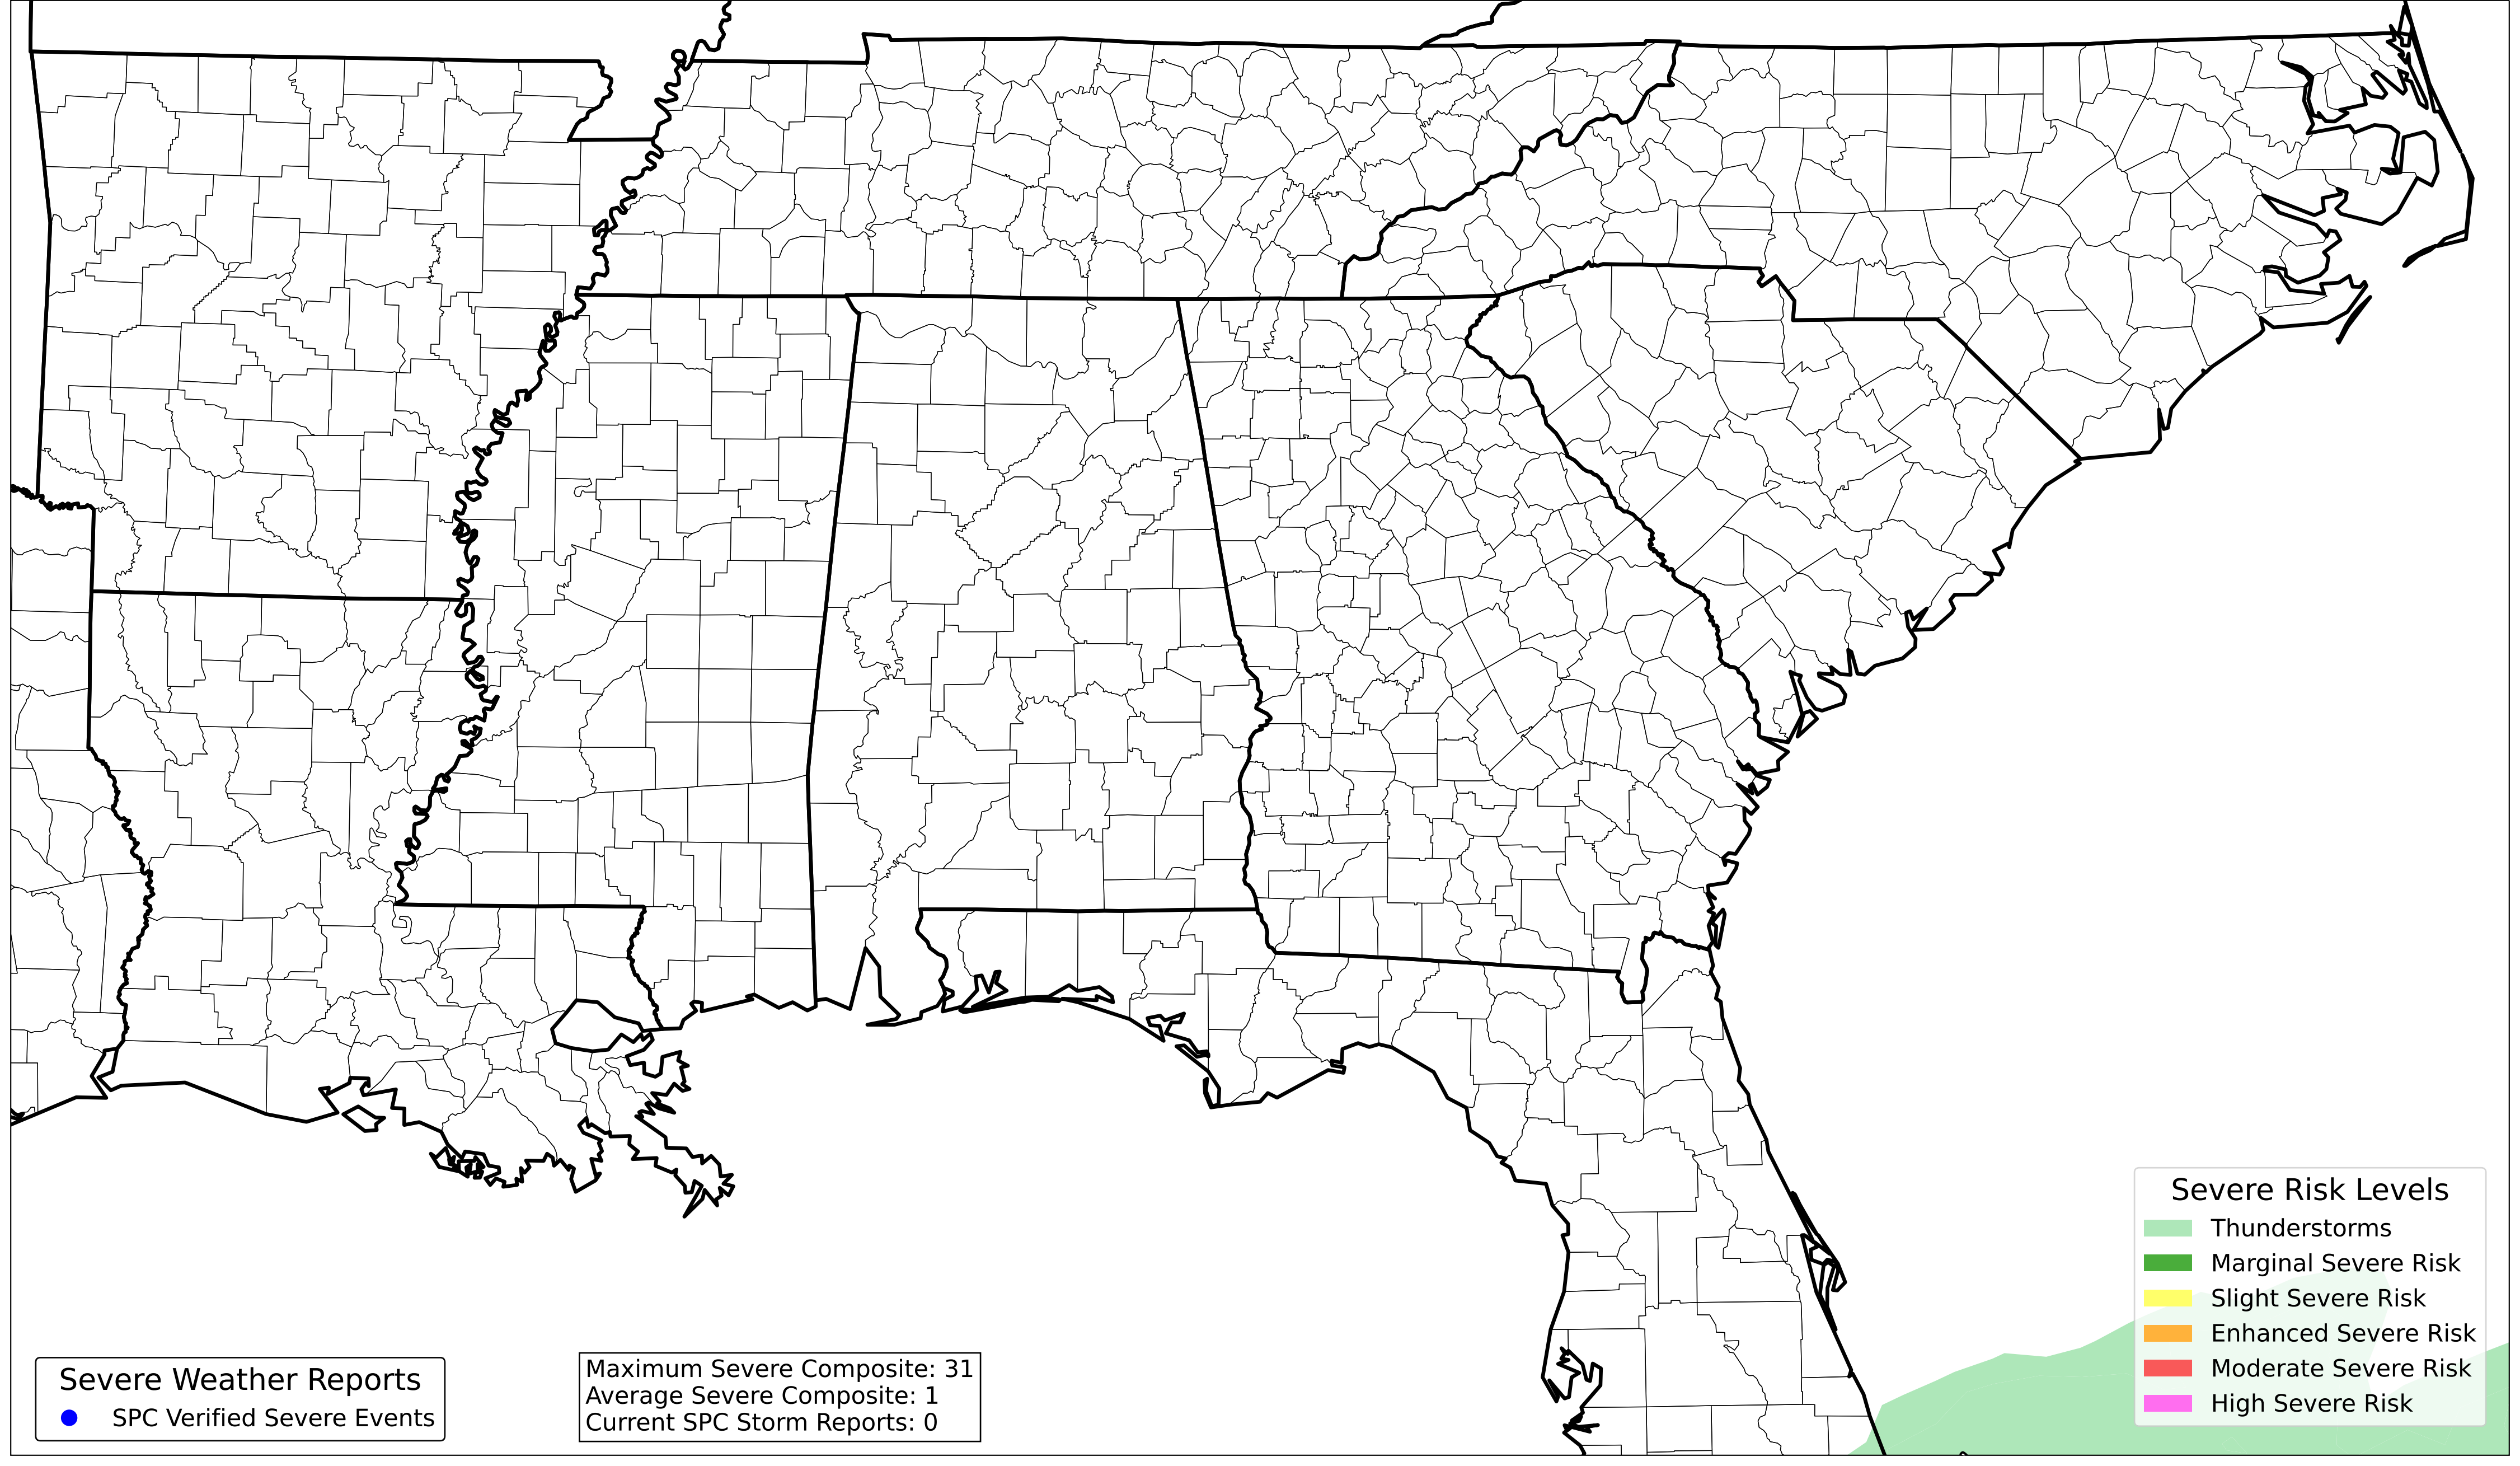 Severe Risk Levels
Thunderstorms
Marginal Severe Risk
Slight Severe Risk
Enhanced Severe Risk
Moderate Severe Risk
High Severe Risk
Severe Weather Reports
SPC Verified Severe Events
Maximum Severe Composite: 31
Average Severe Composite: 1
Current SPC Storm Reports: 0